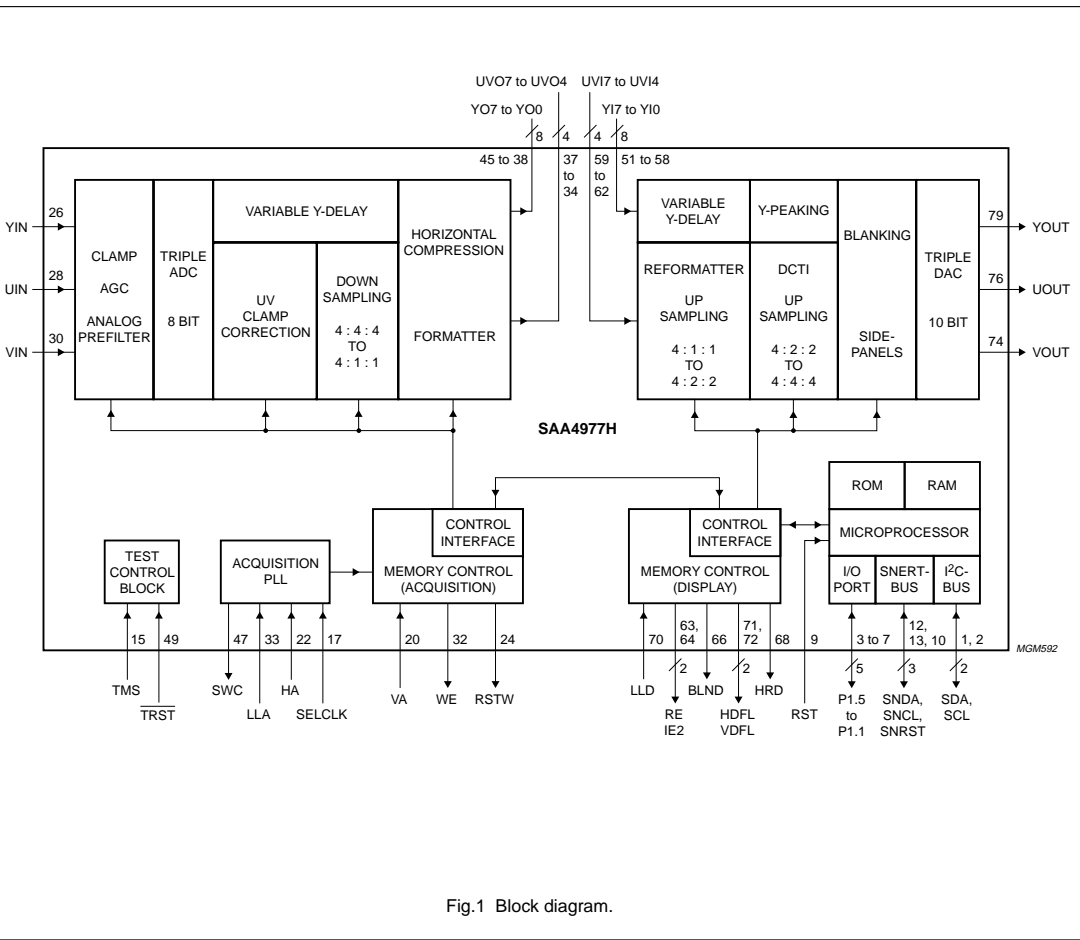 UVO7 to UVO4 UVI7 to UVI4
YO7 to YO0 YI7 to YI0
8 4 4 8
45 to 38 37 to 34 59 to 62 51 to 58
YIN 26
UIN 28
VIN 30
CLAMP
AGC
ANALOG
PREFILTER
TRIPLE
ADC
8 BIT
VARIABLE Y-DELAY
UV
CLAMP
CORRECTION
DOWN
SAMPLING
4 : 4 : 4
TO
4 : 1 : 1
HORIZONTAL
COMPRESSION
FORMATTER
VARIABLE
Y-DELAY
Y-PEAKING
REFORMATTER
UP
SAMPLING
4 : 1 : 1
TO
4 : 2 : 2
DCTI
UP
SAMPLING
4 : 2 : 2
TO
4 : 4 : 4
BLANKING
SIDE-
PANELS
TRIPLE
DAC
10 BIT
79 YOUT
76 UOUT
74 VOUT
SAA4977H
TEST
CONTROL
BLOCK
ACQUISITION
PLL
CONTROL
INTERFACE
MEMORY CONTROL
(ACQUISITION)
CONTROL
INTERFACE
MEMORY CONTROL
(DISPLAY)
ROM RAM
MICROPROCESSOR
I/O
PORT
SNERT-
BUS
I²C-
BUS
15 49 47 33 22 17 20 32 24 70 63, 64 66 71, 72 68 9 3 to 7 12, 13, 10 1, 2
MGM592
2 2 5 3 2
TMS
TRST
SWC
LLA
HA
SELCLK
VA
WE
RSTW
LLD
RE
IE2
BLND
HDFL
VDFL
HRD
RST
P1.5
to
P1.1
SNDA,
SNCL,
SNRST
SDA,
SCL
Fig.1 Block diagram.